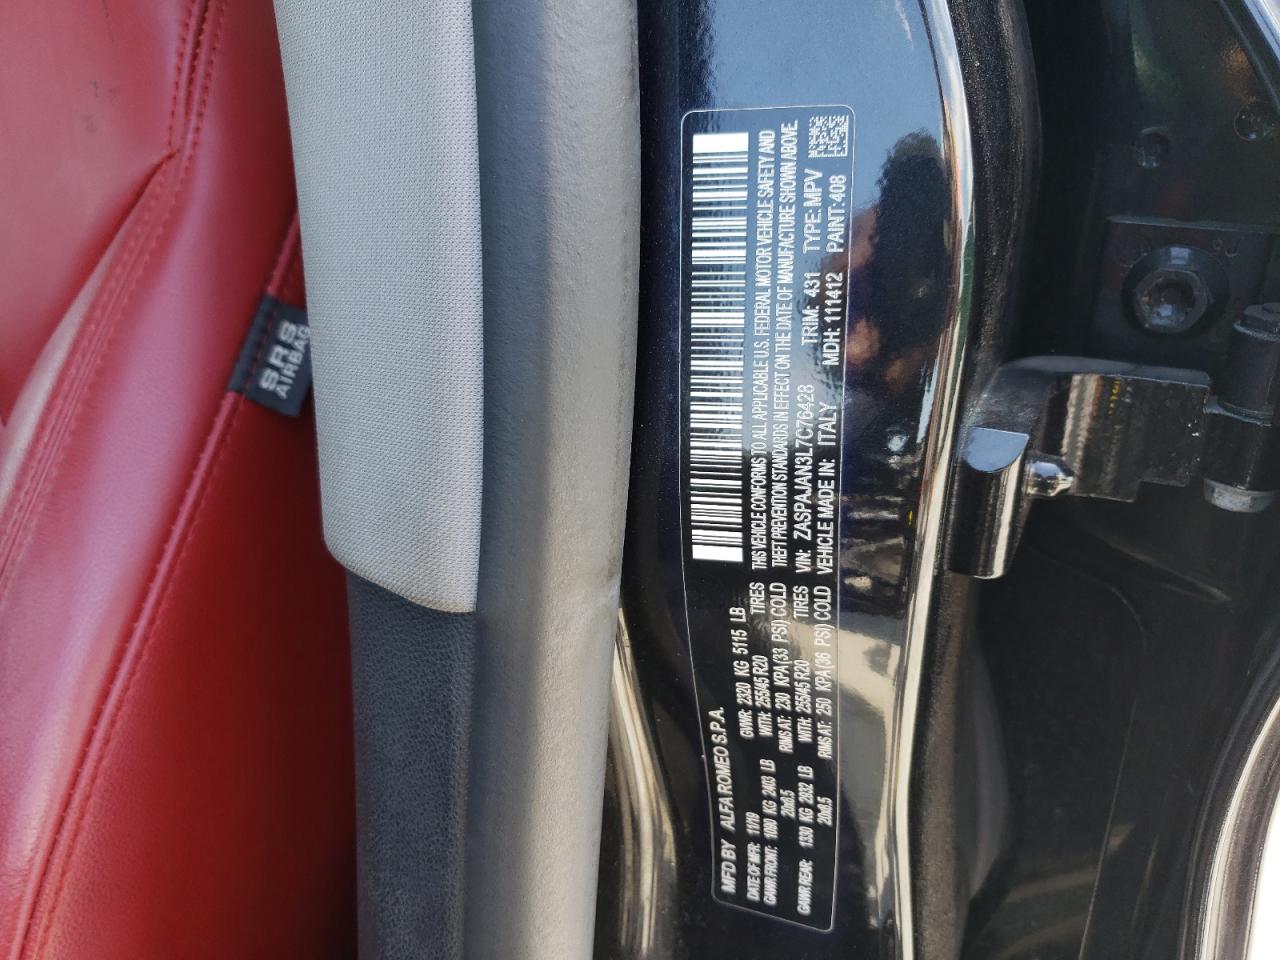 MFD BY ALFA ROMEO S.P.A.
DATE OF MFR: 11/19 GVWR: 2320 KG 5115 LB
GAWR FRONT: 1090 KG 2403 LB WITH: 255/45 R20 TIRES
20x8.5 RIMS AT: 230 KPA(33 PSI) COLD
GAWR REAR: 1330 KG 2932 LB WITH: 255/45 R20 TIRES
20x8.5 RIMS AT: 250 KPA(36 PSI) COLD
THIS VEHICLE CONFORMS TO ALL APPLICABLE U.S. FEDERAL MOTOR VEHICLE SAFETY AND
THEFT PREVENTION STANDARDS IN EFFECT ON THE DATE OF MANUFACTURE SHOWN ABOVE.
VIN: ZASPAJAN3L7C76428 TRIM: 431 TYPE: MPV
VEHICLE MADE IN: ITALY MDH: 111412 PAINT: 408
SRS
AIRBAG